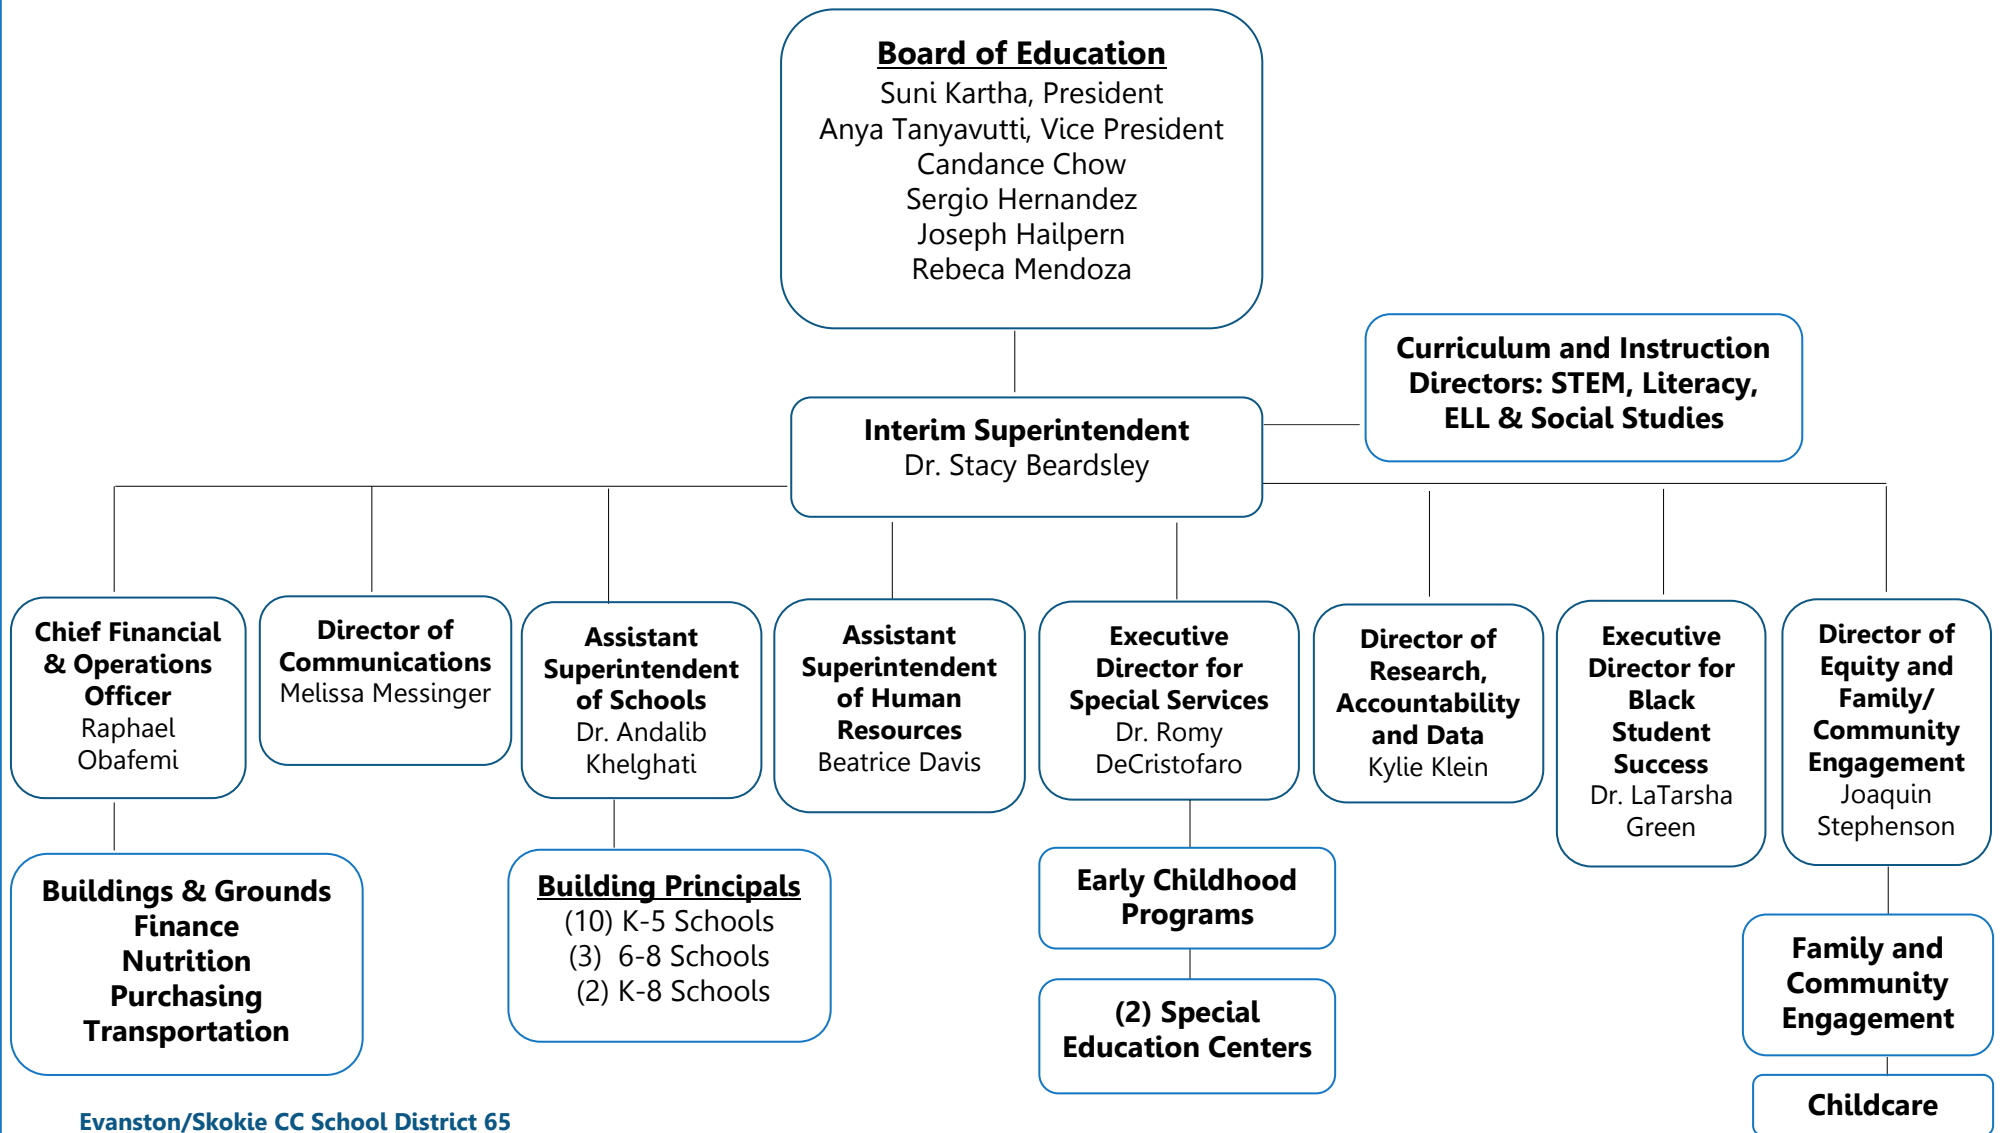 Board of Education
Suni Kartha, President
Anya Tanyavutti, Vice President
Candance Chow
Sergio Hernandez
Joseph Hailpern
Rebeca Mendoza
Curriculum and Instruction
Directors: STEM, Literacy,
ELL & Social Studies
Interim Superintendent
Dr. Stacy Beardsley
Chief Financial
& Operations
Officer
Raphael
Obafemi
Director of
Communications
Melissa Messinger
Assistant
Superintendent
of Schools
Dr. Andalib
Khelghati
Assistant
Superintendent
of Human
Resources
Beatrice Davis
Executive
Director for
Special Services
Dr. Romy
DeCristofaro
Director of
Research,
Accountability
and Data
Kylie Klein
Executive
Director for
Black
Student
Success
Dr. LaTarsha
Green
Director of
Equity and
Family/
Community
Engagement
Joaquin
Stephenson
Buildings & Grounds
Finance
Nutrition
Purchasing
Transportation
Building Principals
(10) K-5 Schools
(3) 6-8 Schools
(2) K-8 Schools
Early Childhood
Programs
(2) Special
Education Centers
Family and
Community
Engagement
Childcare
Evanston/Skokie CC School District 65